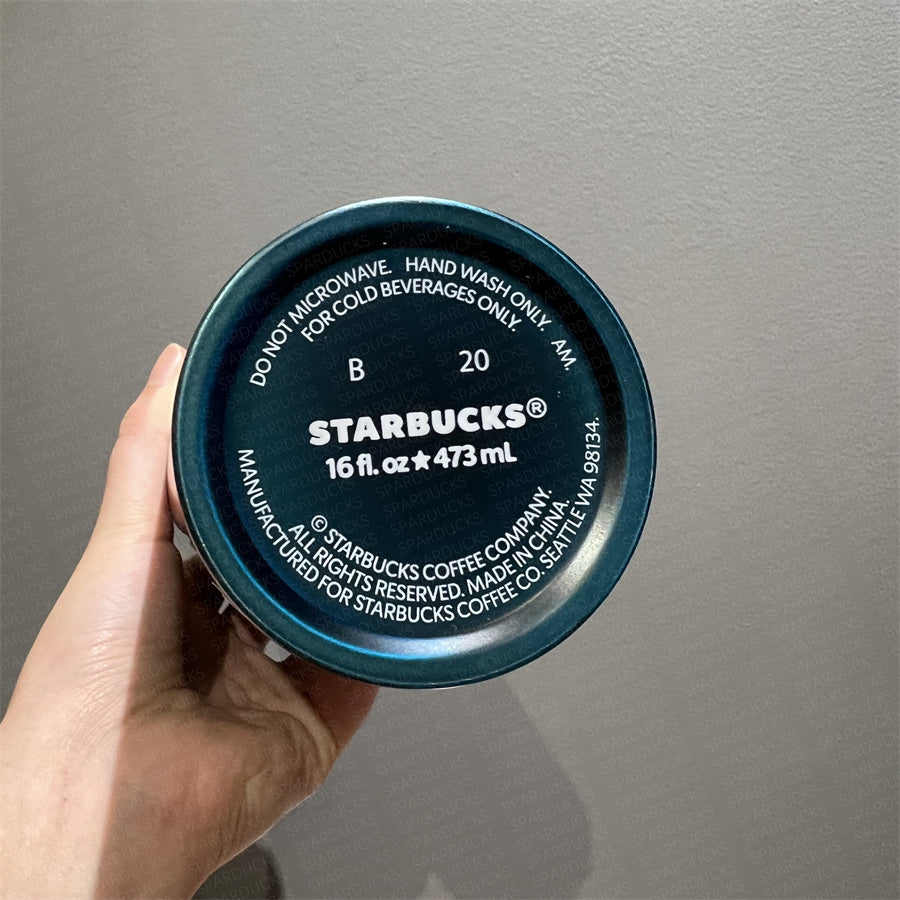 DO NOT MICROWAVE. HAND WASH ONLY. AM.
FOR COLD BEVERAGES ONLY.
B 20
STARBUCKS®
16 fl. oz★473 mL
© STARBUCKS COFFEE COMPANY.
ALL RIGHTS RESERVED. MADE IN CHINA.
MANUFACTURED FOR STARBUCKS COFFEE CO. SEATTLE WA 98134.
SPARDUCKS